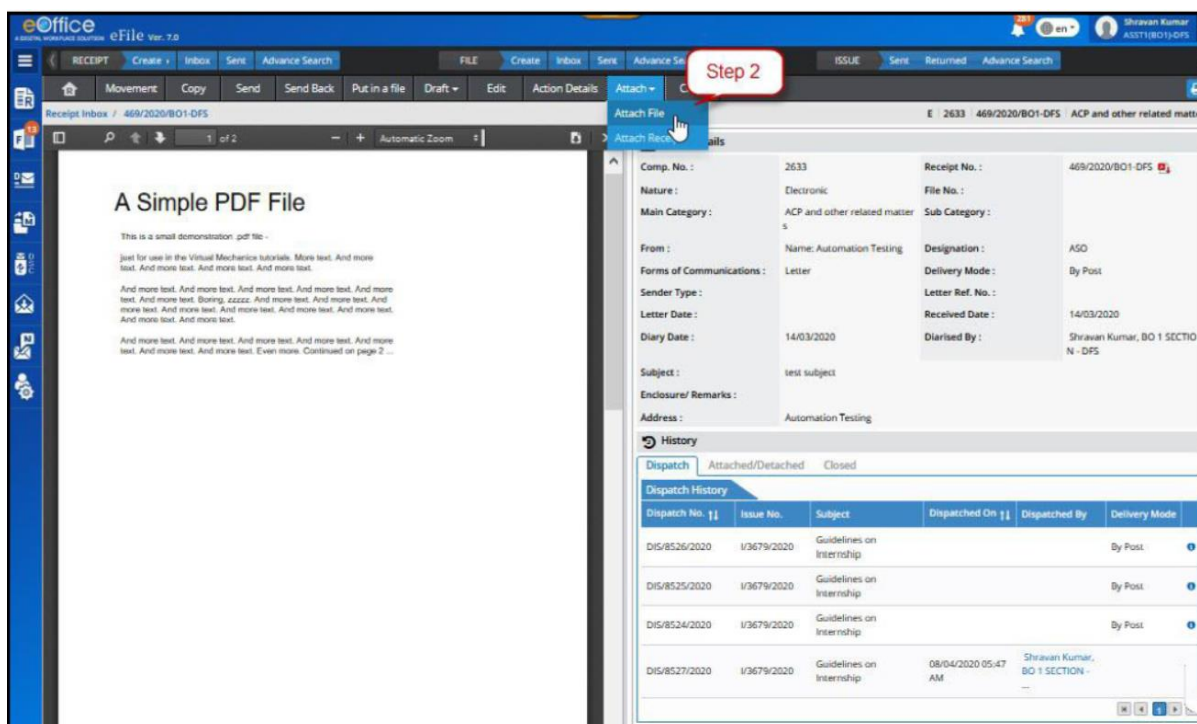 eOffice
A DIGITAL WORKPLACE SOLUTION
eFile Ver. 7.0
281
en
Shravan Kumar
ASST1(BO1)-DFS
RECEIPT Create Inbox Sent Advance Search FILE Create Inbox Sent Advance Se ISSUE Sent Returned Advance Search
Step 2
Movement Copy Send Send Back Put in a file Draft Edit Action Details Attach C
Attach File
Attach Rece
Receipt Inbox / 469/2020/BO1-DFS
E 2633 469/2020/BO1-DFS ACP and other related matte
13
1 of 2 Automatic Zoom
A Simple PDF File
This is a small demonstration .pdf file -
just for use in the Virtual Mechanics tutorials. More text. And more
text. And more text. And more text. And more text.
And more text. And more text. And more text. And more text. And more
text. And more text. Boring, zzzzz. And more text. And more text. And
more text. And more text. And more text. And more text. And more text.
And more text. And more text.
And more text. And more text. And more text. And more text. And more
text. And more text. And more text. Even more. Continued on page 2 ...
ails
Comp. No. : 2633 Receipt No. : 469/2020/BO1-DFS
Nature : Electronic File No. :
Main Category : ACP and other related matter Sub Category :
s
From : Name: Automation Testing Designation : ASO
Forms of Communications : Letter Delivery Mode : By Post
Sender Type : Letter Ref. No. :
Letter Date : Received Date : 14/03/2020
Diary Date : 14/03/2020 Diarised By : Shravan Kumar, BO 1 SECTIO
N - DFS
Subject : test subject
Enclosure/ Remarks :
Address : Automation Testing
History
Dispatch Attached/Detached Closed
Dispatch History
Dispatch No. Issue No. Subject Dispatched On Dispatched By Delivery Mode
DIS/8526/2020 I/3679/2020 Guidelines on Internship By Post
DIS/8525/2020 I/3679/2020 Guidelines on Internship By Post
DIS/8524/2020 I/3679/2020 Guidelines on Internship By Post
DIS/8527/2020 I/3679/2020 Guidelines on Internship 08/04/2020 05:47 AM Shravan Kumar, BO 1 SECTION - ...
1